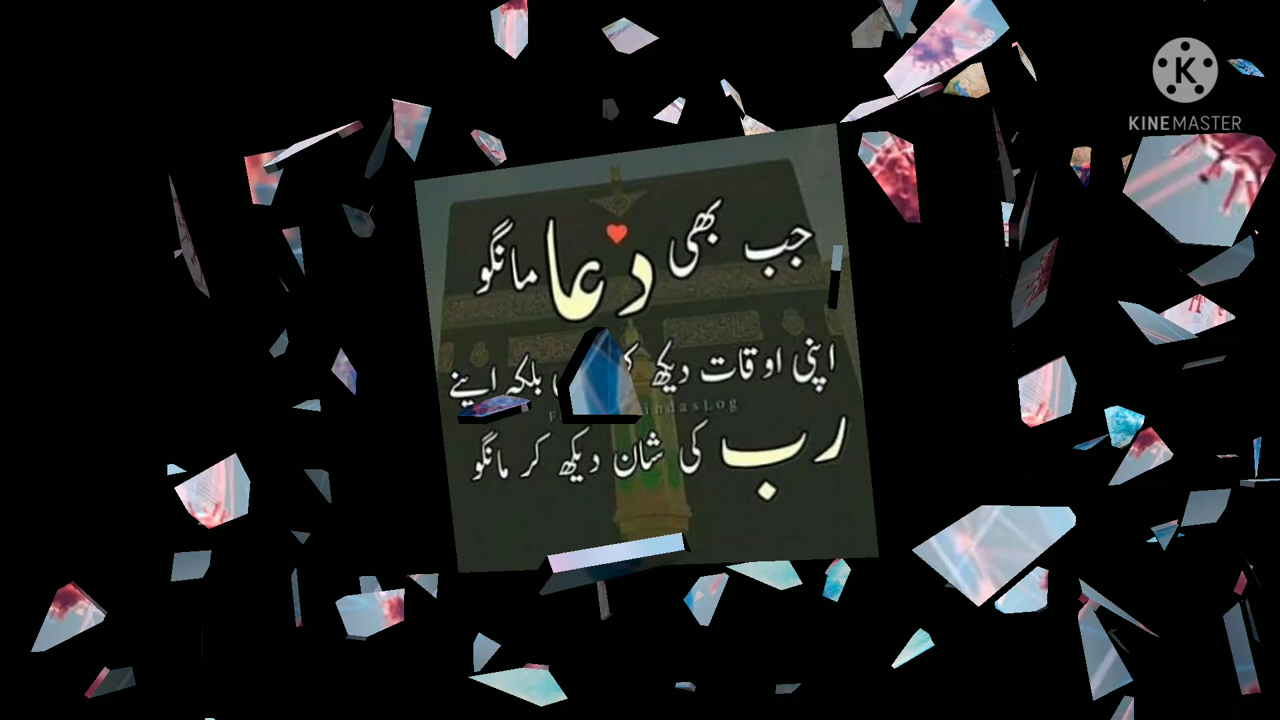 KINEMASTER
جب بھی دعا مانگو
اپنی اوقات دیکھ بلکہ اپنے
رب کی شان دیکھ کر مانگو